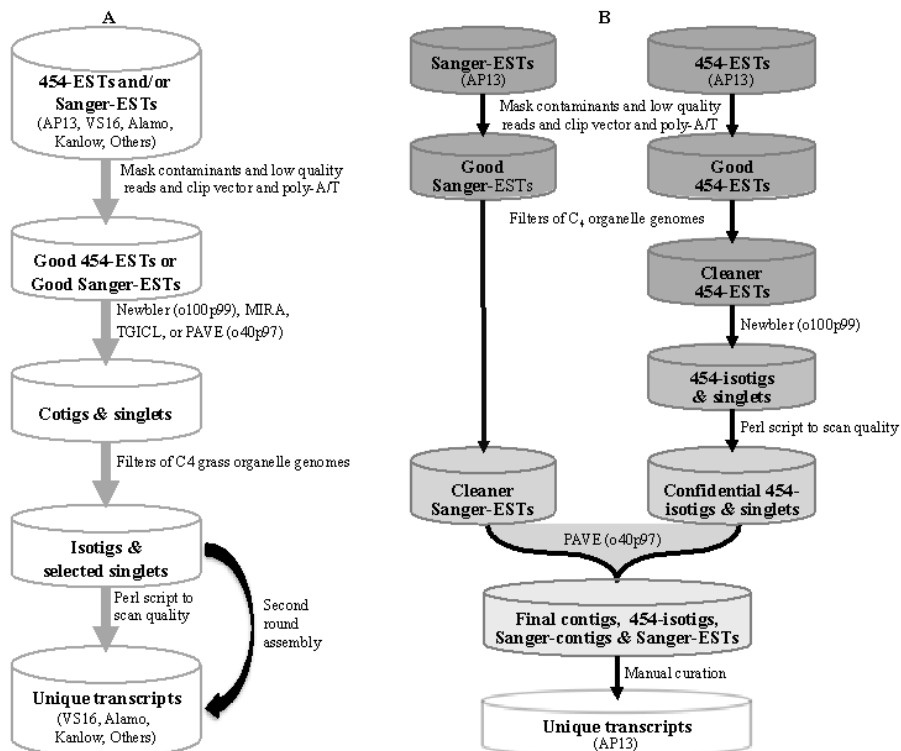 A
454-ESTs and/or
Sanger-ESTs
(AP13, VS16, Alamo,
Kanlow, Others)
Mask contaminants and low quality
reads and clip vector and poly-A/T
Good 454-ESTs or
Good Sanger-ESTs
Newbler (o100p99), MIRA,
TGICL, or PAVE (o40p97)
Cotigs & singlets
Filters of C4 grass organelle genomes
Isotigs &
selected singlets
Perl script to
scan quality
Second
round
assembly
Unique transcripts
(VS16, Alamo,
Kanlow, Others)
B
Sanger-ESTs
(AP13)
454-ESTs
(AP13)
Mask contaminants and low quality
reads and clip vector and poly-A/T
Good
Sanger-ESTs
Good
454-ESTs
Filters of C₄ organelle genomes
Cleaner
454-ESTs
Newbler (o100p99)
454-isotigs
& singlets
Perl script to scan quality
Cleaner
Sanger-ESTs
Confidential 454-
isotigs & singlets
PAVE (o40p97)
Final contigs, 454-isotigs,
Sanger-contigs & Sanger-ESTs
Manual curation
Unique transcripts
(AP13)